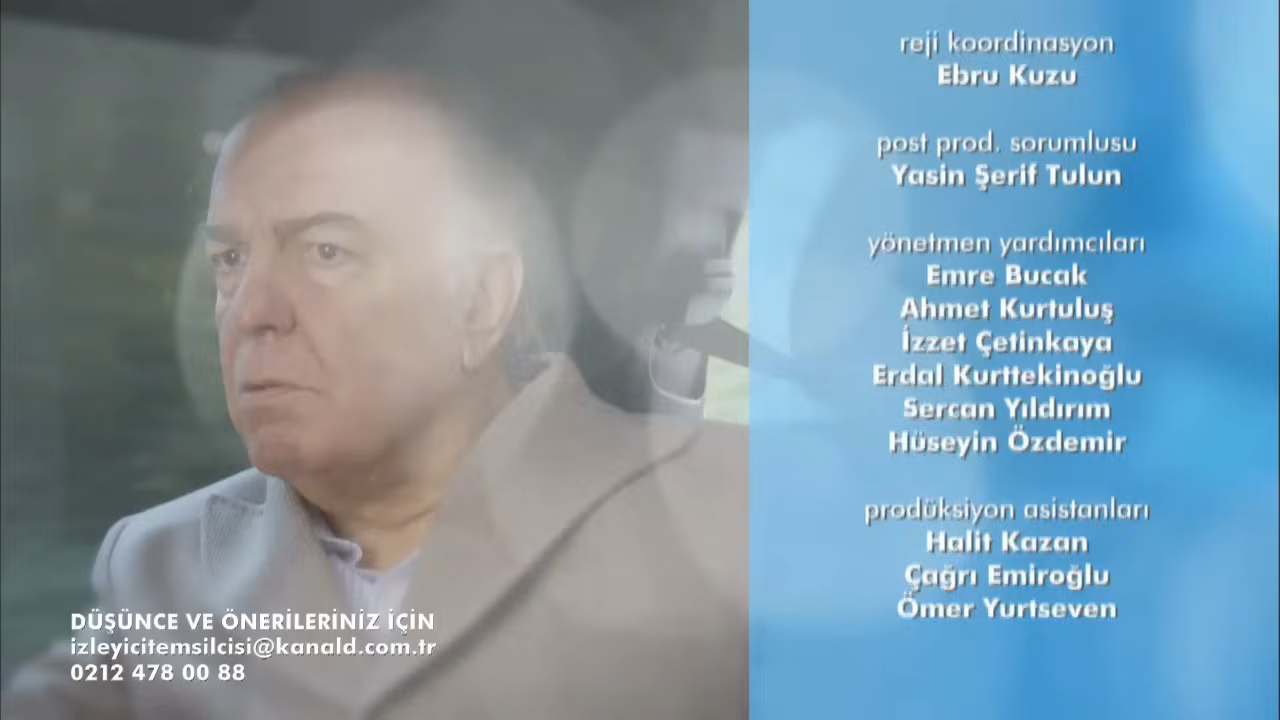 reji koordinasyon
Ebru Kuzu
post prod. sorumlusu
Yasin Şerif Tulun
yönetmen yardımcıları
Emre Bucak
Ahmet Kurtuluş
İzzet Çetinkaya
Erdal Kurttekinoğlu
Sercan Yıldırım
Hüseyin Özdemir
prodüksiyon asistanları
Halit Kazan
Çağrı Emiroğlu
Ömer Yurtseven
DÜŞÜNCE VE ÖNERİLERİNİZ İÇİN
izleyicitemsilcisi@kanald.com.tr
0212 478 00 88